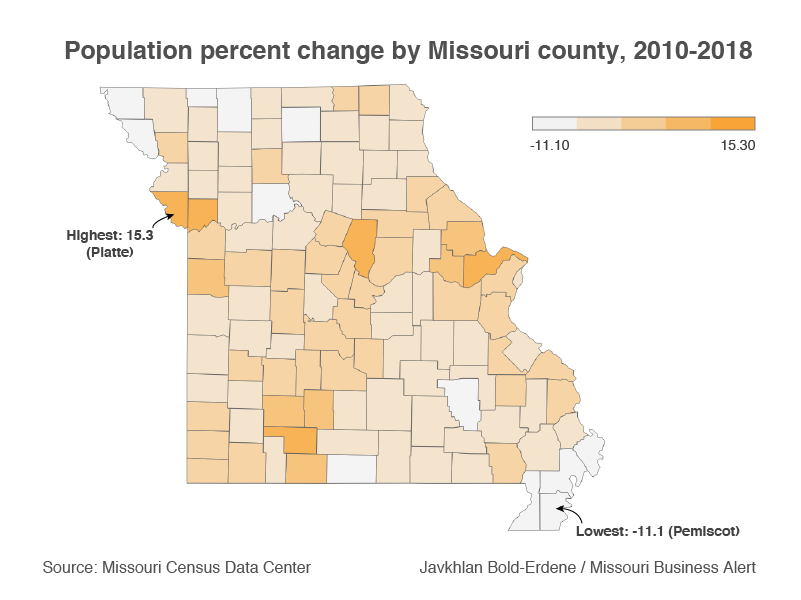 Population percent change by Missouri county, 2010-2018
-11.10 15.30
Highest: 15.3
(Platte)
Lowest: -11.1 (Pemiscot)
Source: Missouri Census Data Center Javkhlan Bold-Erdene / Missouri Business Alert